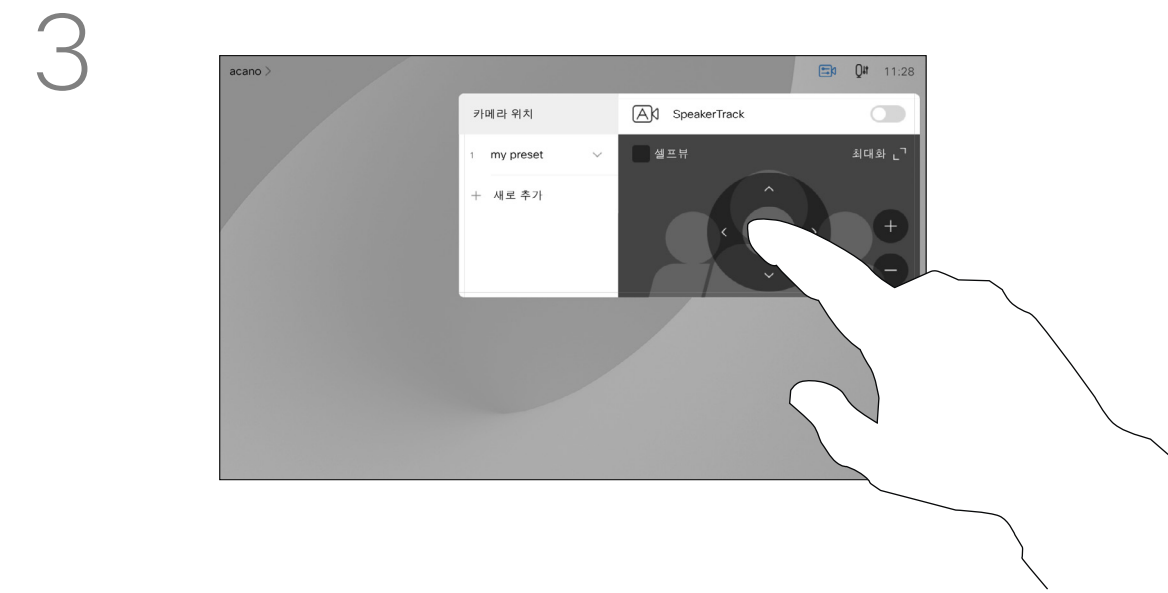 3
acano >
11:28
카메라 위치
SpeakerTrack
1 my preset
셀프뷰
최대화
+ 새로 추가